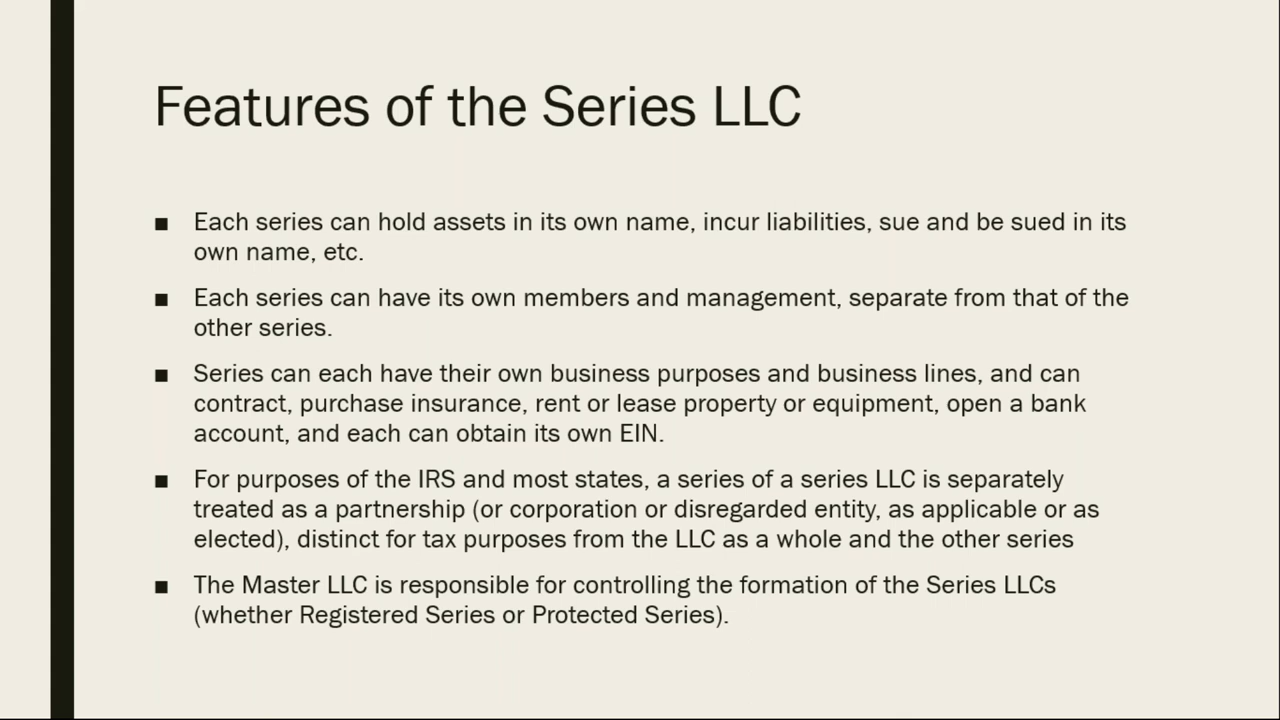 Features of the Series LLC
■ Each series can hold assets in its own name, incur liabilities, sue and be sued in its
own name, etc.
■ Each series can have its own members and management, separate from that of the
other series.
■ Series can each have their own business purposes and business lines, and can
contract, purchase insurance, rent or lease property or equipment, open a bank
account, and each can obtain its own EIN.
■ For purposes of the IRS and most states, a series of a series LLC is separately
treated as a partnership (or corporation or disregarded entity, as applicable or as
elected), distinct for tax purposes from the LLC as a whole and the other series
■ The Master LLC is responsible for controlling the formation of the Series LLCs
(whether Registered Series or Protected Series).